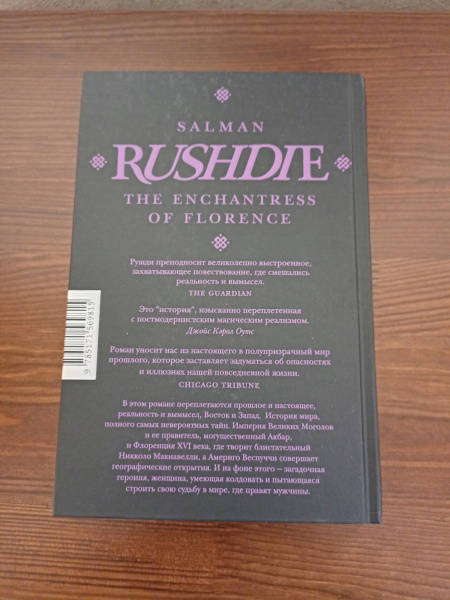 SALMAN
RUSHDIE
THE ENCHANTRESS
OF FLORENCE
Рушди преподносит великолепно выстроенное,
захватывающее повествование, где смешались
реальность и вымысел.
THE GUARDIAN
Это "история", изысканно переплетенная
с постмодернистским магическим реализмом.
Джойс Кэрол Оутс
Роман уносит нас из настоящего в полупризрачный мир
прошлого, которое заставляет задуматься об опасностях
и иллюзиях нашей повседневной жизни.
CHICAGO TRIBUNE
В этом романе переплетаются прошлое и настоящее,
реальность и вымысел, Восток и Запад. История мира,
полного самых невероятных тайн. Империя Великих Моголов
и ее правитель, могущественный Акбар,
и Флоренция XVI века, где творит блистательный
Никколо Макиавелли, а Америго Веспуччи совершает
географические открытия. И на фоне этого — загадочная
героиня, женщина, умеющая колдовать и пытающаяся
строить свою судьбу в мире, где правят мужчины.
9 785171 569815